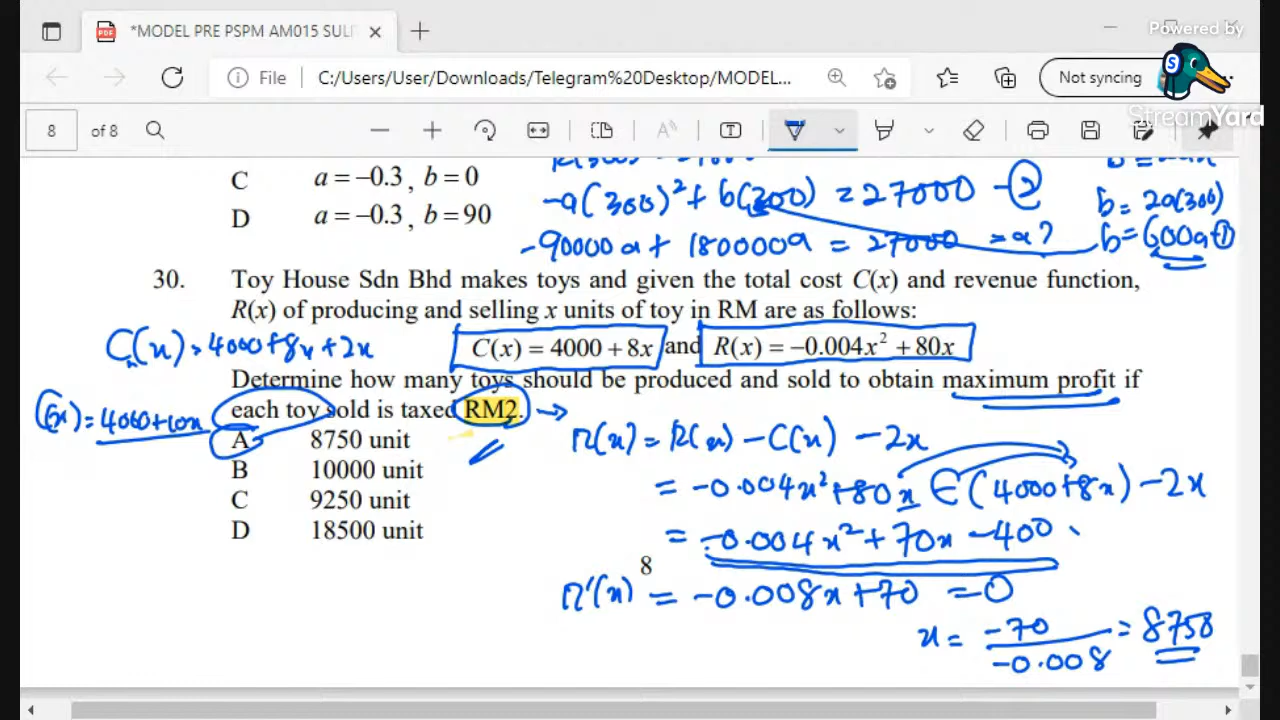 *MODEL PRE PSPM AM015 SULI
Powered by
StreamYard
File
C:/Users/User/Downloads/Telegram%20Desktop/MODEL...
Not syncing
8 of 8
C a = −0.3 , b = 0
D a = −0.3 , b = 90
-a(300)² + b(300) = 27000 -②
b = 2a(300)
-90000a + 180000a = 27000 = a?
b = 600a ①
30. Toy House Sdn Bhd makes toys and given the total cost C(x) and revenue function,
R(x) of producing and selling x units of toy in RM are as follows:
C(x) = 4000 + 8x + 2x
C(x) = 4000 + 8x and R(x) = −0.004x² + 80x
Determine how many toys should be produced and sold to obtain maximum profit if
C(x) = 4000 + 10x
each toy sold is taxed RM2.
A 8750 unit
B 10000 unit
C 9250 unit
D 18500 unit
π(x) = R(x) - C(x) - 2x
= -0.004x² + 80x - (4000 + 8x) - 2x
= -0.004x² + 70x - 400
8
π'(x) = -0.008x + 70 = 0
x = -70 / -0.008 = 8750